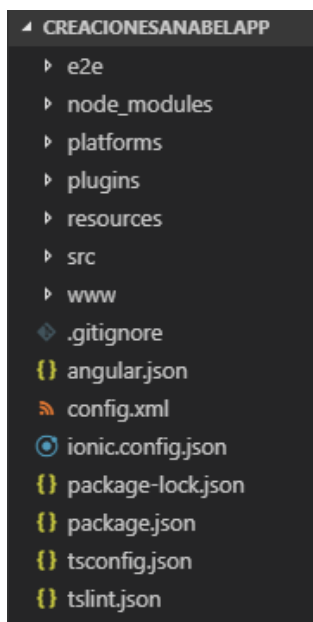 CREACIONESANABELAPP
e2e
node_modules
platforms
plugins
resources
src
www
.gitignore
angular.json
config.xml
ionic.config.json
package-lock.json
package.json
tsconfig.json
tslint.json